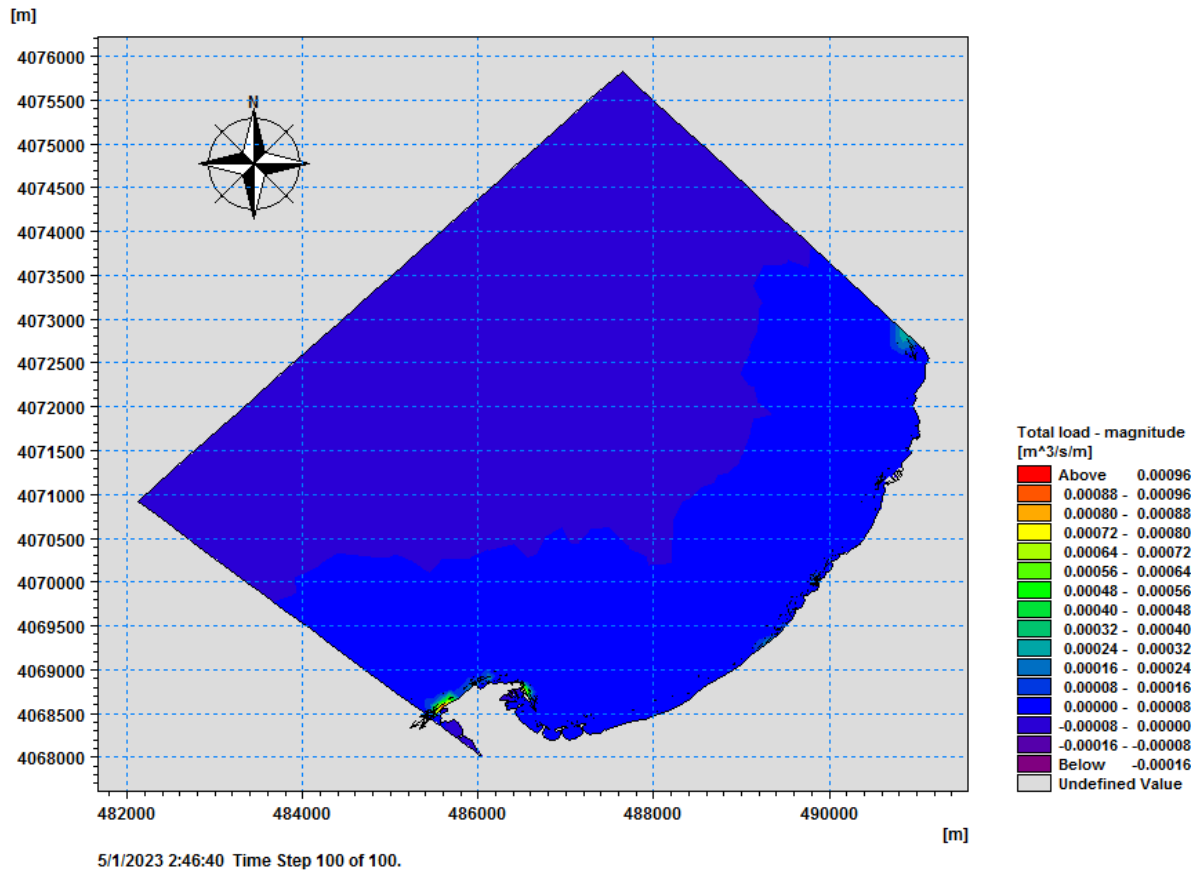 [m]
4076000
4075500
4075000
4074500
4074000
4073500
4073000
4072500
4072000
4071500
4071000
4070500
4070000
4069500
4069000
4068500
4068000
N
482000 484000 486000 488000 490000
[m]
5/1/2023 2:46:40 Time Step 100 of 100.
Total load - magnitude
[m^3/s/m]
Above 0.00096
0.00088 - 0.00096
0.00080 - 0.00088
0.00072 - 0.00080
0.00064 - 0.00072
0.00056 - 0.00064
0.00048 - 0.00056
0.00040 - 0.00048
0.00032 - 0.00040
0.00024 - 0.00032
0.00016 - 0.00024
0.00008 - 0.00016
0.00000 - 0.00008
-0.00008 - 0.00000
-0.00016 - -0.00008
Below -0.00016
Undefined Value